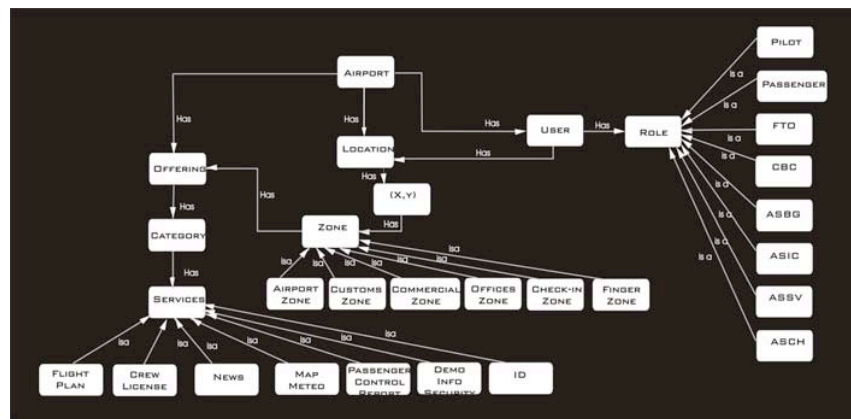 PILOT
AIRPORT
is a
PASSENGER
is a
Has
Has
Has
USER
Has
ROLE
FTO
is a
LOCATION
Has
is a
CBC
OFFERING
Has
(X,Y)
is a
ASBG
Has
Has
Has
ZONE
CATEGORY
is a
ASIC
isa
isa
isa
isa
isa
isa
is a
Has
AIRPORT
ZONE
CUSTOMS
ZONE
COMMERCIAL
ZONE
OFFICES
ZONE
CHECK-IN
ZONE
FINGER
ZONE
ASSV
SERVICES
is a
ASCH
isa
isa
isa
isa
isa
isa
isa
FLIGHT
PLAN
CREW
LICENSE
NEWS
MAP
METEO
PASSENGER
CONTROL
REPORT
DEMO
INFO
SECURITY
ID